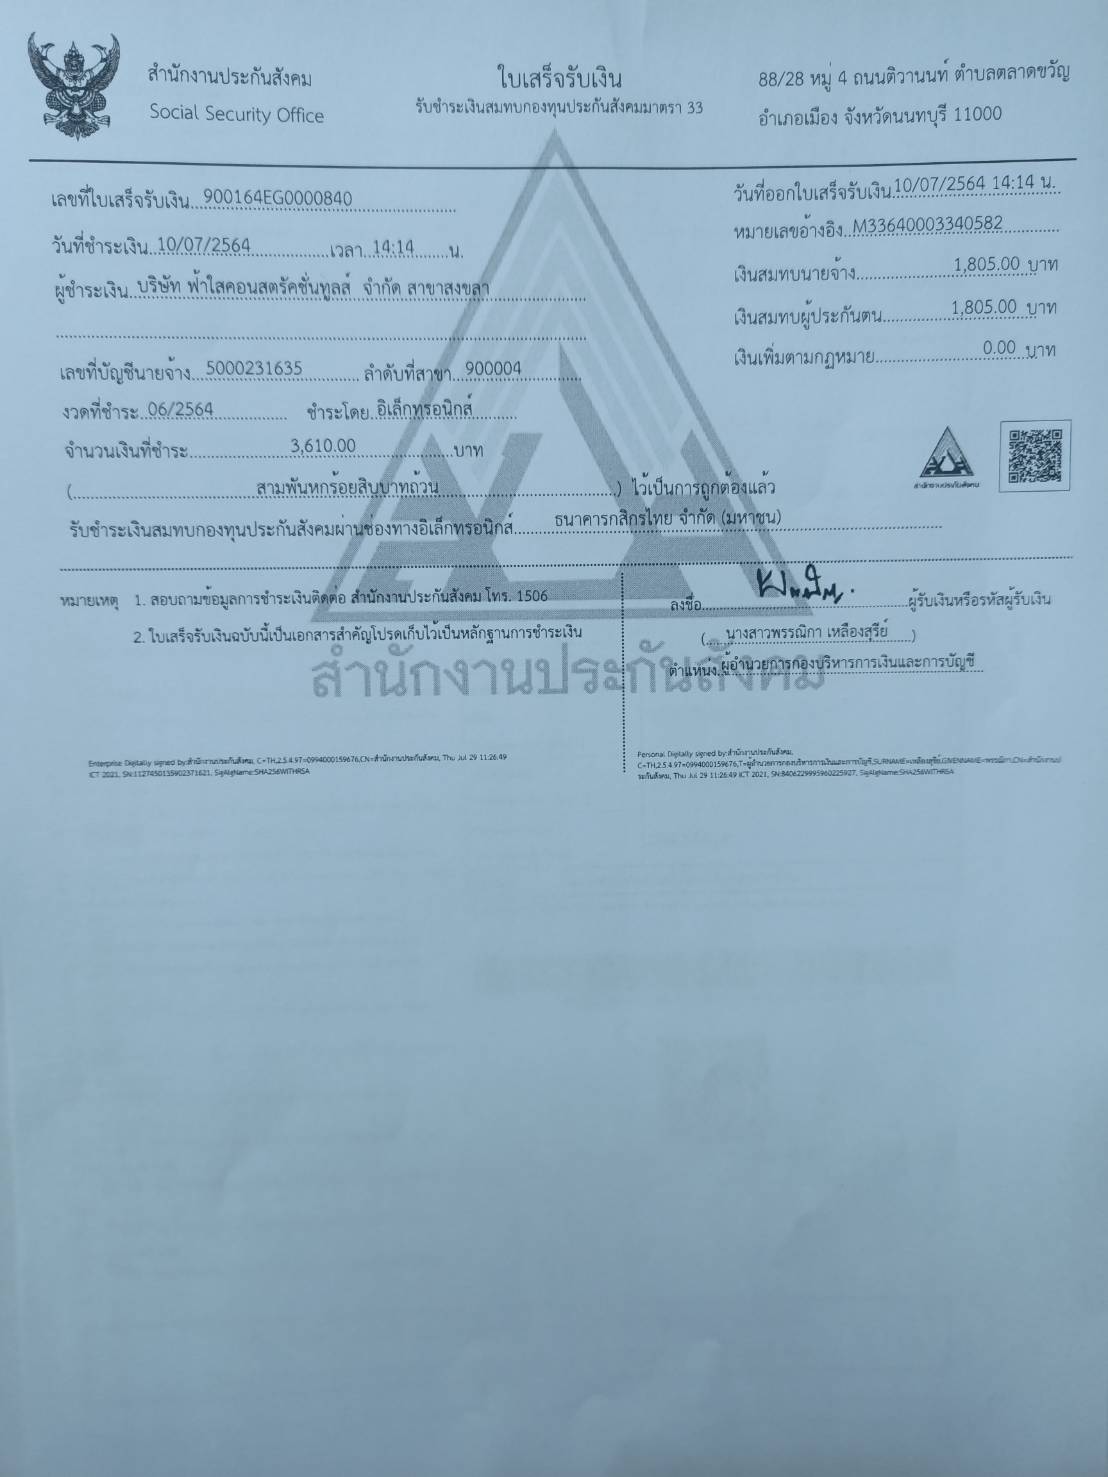 สำนักงานประกันสังคม
Social Security Office
ใบเสร็จรับเงิน
รับชำระเงินสมทบกองทุนประกันสังคมมาตรา 33
88/28 หมู่ 4 ถนนติวานนท์ ตำบลตลาดขวัญ
อำเภอเมือง จังหวัดนนทบุรี 11000
เลขที่ใบเสร็จรับเงิน 900164EG0000840
วันที่ออกใบเสร็จรับเงิน 10/07/2564 14:14 น.
วันที่ชำระเงิน 10/07/2564 เวลา 14:14 น.
หมายเลขอ้างอิง M33640003340582
ผู้ชำระเงิน บริษัท ฟ้าใสคอนสตรัคชั่นทูลส์ จำกัด สาขาสงขลา
เงินสมทบนายจ้าง 1,805.00 บาท
เงินสมทบผู้ประกันตน 1,805.00 บาท
เงินเพิ่มตามกฎหมาย 0.00 บาท
เลขที่บัญชีนายจ้าง 5000231635 ลำดับที่สาขา 900004
งวดที่ชำระ 06/2564 ชำระโดย อิเล็กทรอนิกส์
จำนวนเงินที่ชำระ 3,610.00 บาท
สำนักงานประกันสังคม
( สามพันหกร้อยสิบบาทถ้วน ) ไว้เป็นการถูกต้องแล้ว
รับชำระเงินสมทบกองทุนประกันสังคมผ่านช่องทางอิเล็กทรอนิกส์ ธนาคารกสิกรไทย จำกัด (มหาชน)
หมายเหตุ 1. สอบถามข้อมูลการชำระเงินติดต่อ สำนักงานประกันสังคม โทร. 1506
2. ใบเสร็จรับเงินฉบับนี้เป็นเอกสารสำคัญโปรดเก็บไว้เป็นหลักฐานการชำระเงิน
ลงชื่อ ผู้รับเงินหรือรหัสผู้รับเงิน
( นางสาวพรรณิกา เหลืองสุรีย์ )
ตำแหน่ง ผู้อำนวยการกองบริหารการเงินและการบัญชี
สำนักงานประกันสังคม
Enterprise Digitally signed by:สำนักงานประกันสังคม, C=TH,2.5.4.97=0994000159676,CN=สำนักงานประกันสังคม, Thu Jul 29 11:26:49
ICT 2021, SN:1127450135902371621, SigAlgName:SHA256WITHRSA
Personal Digitally signed by:สำนักงานประกันสังคม,
C=TH,2.5.4.97=0994000159676,T=ผู้อำนวยการกองบริหารการเงินและการบัญชี,SURNAME=เหลืองสุรีย์,GIVENNAME=พรรณิกา,CN=สำนักงานป
ระกันสังคม, Thu Jul 29 11:26:49 ICT 2021, SN:8406229995960225927, SigAlgName:SHA256WITHRSA